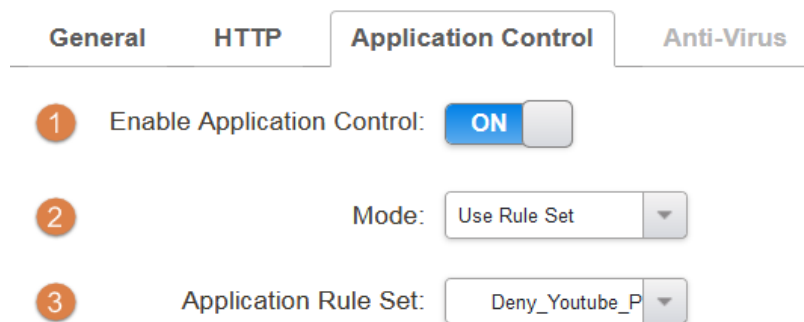 General HTTP Application Control Anti-Virus
1 Enable Application Control: ON
2 Mode: Use Rule Set
3 Application Rule Set: Deny_Youtube_P